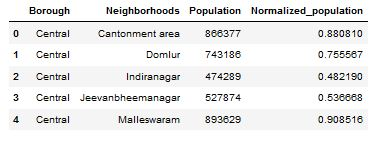 Borough Neighborhoods Population Normalized_population
0 Central Cantonment area 866377 0.880810
1 Central Domlur 743186 0.755567
2 Central Indiranagar 474289 0.482190
3 Central Jeevanbheemanagar 527874 0.536668
4 Central Malleswaram 893629 0.908516